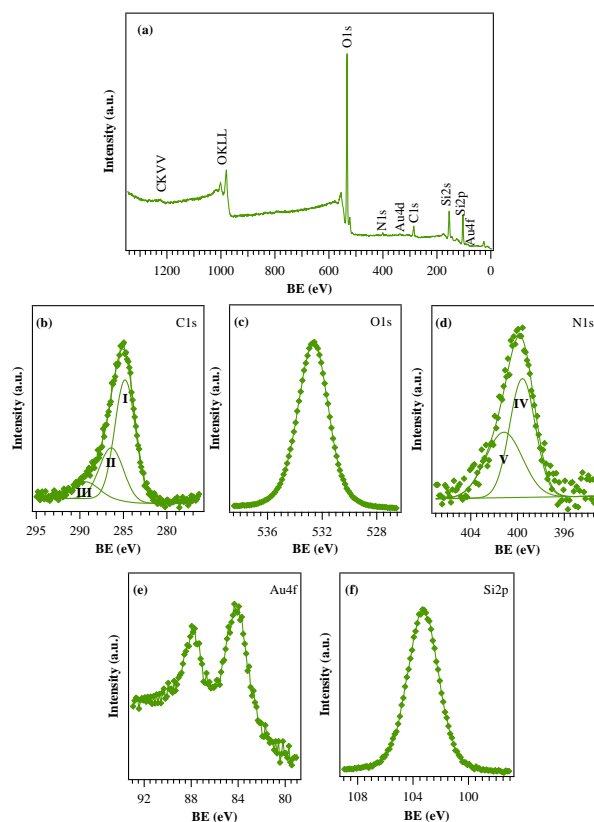 (a)
Intensity (a.u.)
CKVV
OKLL
O1s
N1s
Au4d
C1s
Si2s
Si2p
Au4f
1200 1000 800 600 400 200 0
BE (eV)
(b) C1s
Intensity (a.u.)
I
II
III
295 290 285 280
BE (eV)
(c) O1s
Intensity (a.u.)
536 532 528
BE (eV)
(d) N1s
Intensity (a.u.)
IV
V
404 400 396
BE (eV)
(e) Au4f
Intensity (a.u.)
92 88 84 80
BE (eV)
(f) Si2p
Intensity (a.u.)
108 104 100
BE (eV)